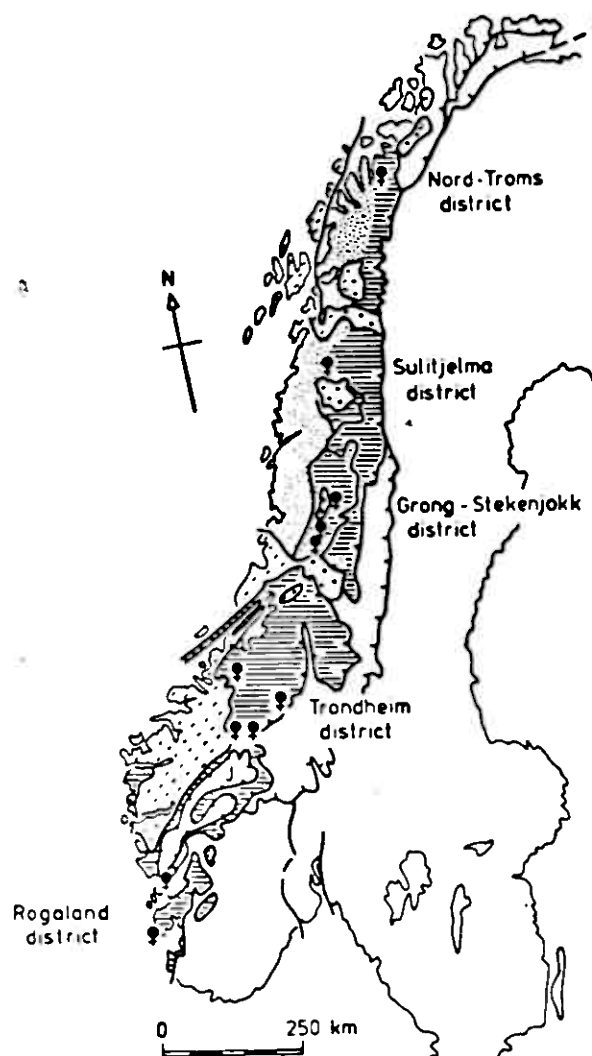 Nord-Troms
district
N
Sulitjelma
district
Grong-Stekenjokk
district
Trondheim
district
Rogaland
district
0 250 km